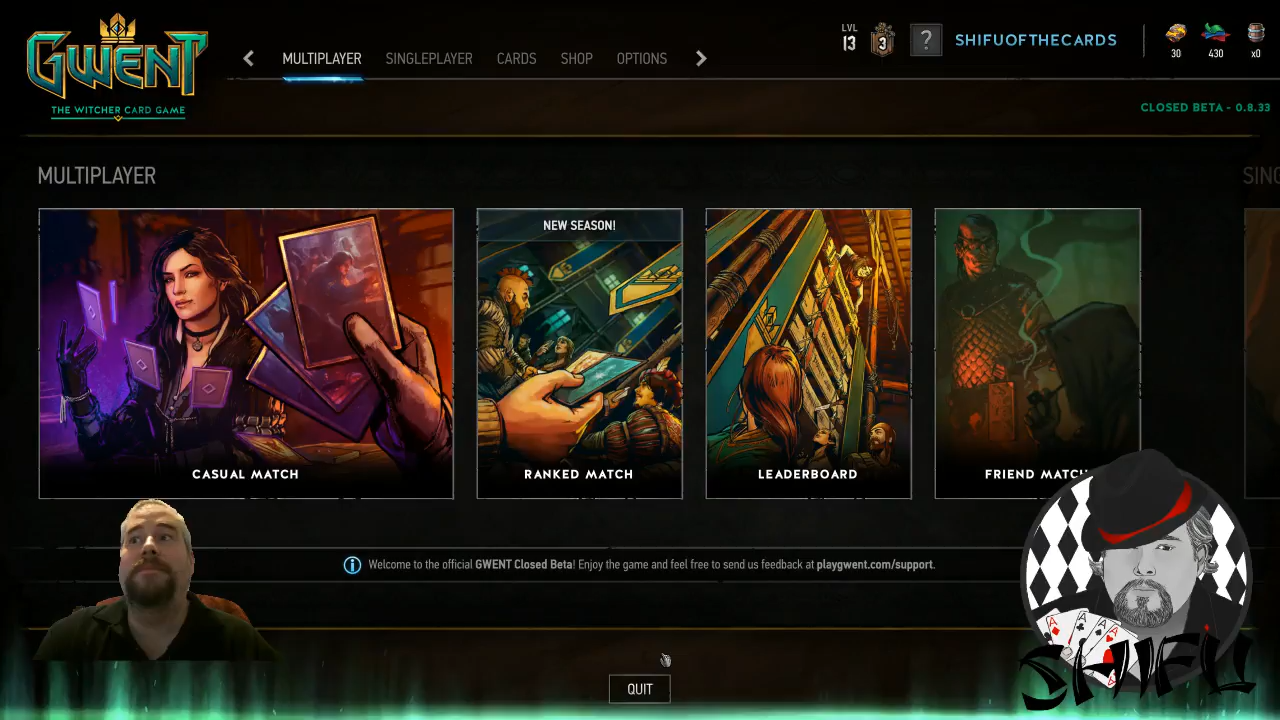 GWENT
THE WITCHER CARD GAME
MULTIPLAYER
SINGLEPLAYER
CARDS
SHOP
OPTIONS
LVL
13
3
?
SHIFUOFTHECARDS
30
430
x0
CLOSED BETA - 0.8.33
MULTIPLAYER
SING
NEW SEASON!
CASUAL MATCH
RANKED MATCH
LEADERBOARD
FRIEND MATCH
Welcome to the official GWENT Closed Beta! Enjoy the game and feel free to send us feedback at playgwent.com/support.
A A A A
SHIFU
QUIT